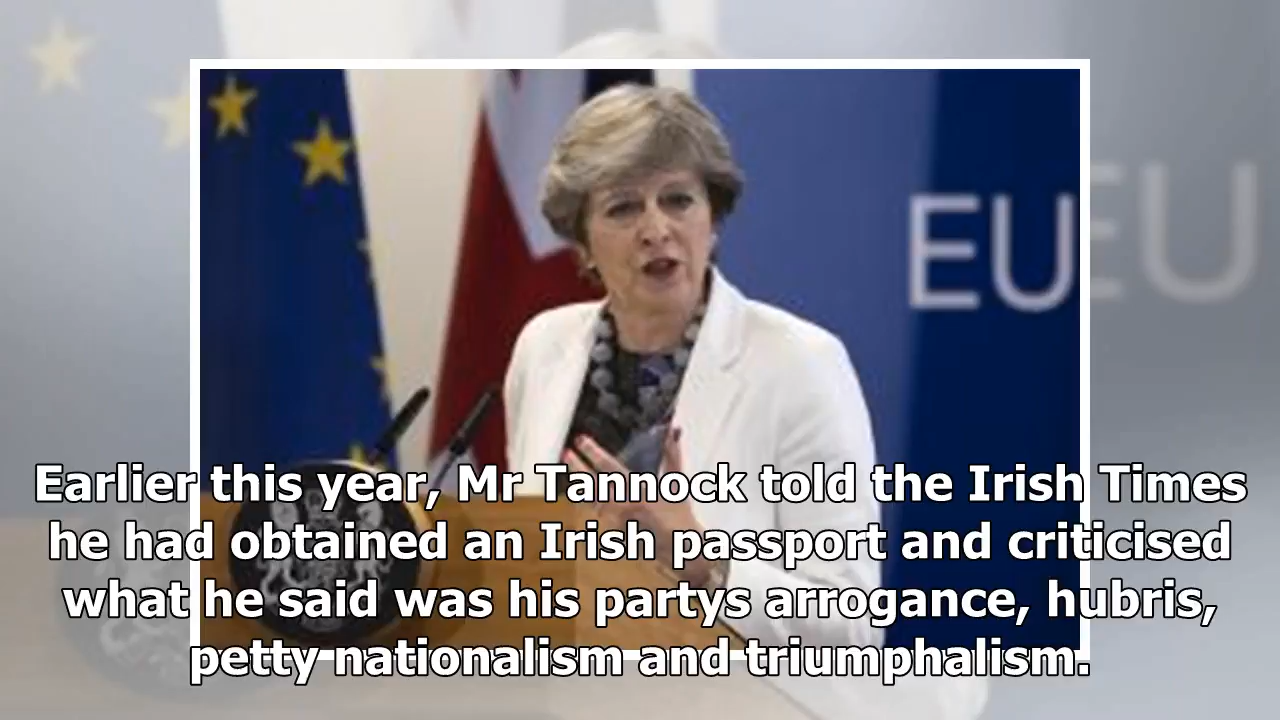 EU
EU
Earlier this year, Mr Tannock told the Irish Times
he had obtained an Irish passport and criticised
what he said was his partys arrogance, hubris,
petty nationalism and triumphalism.